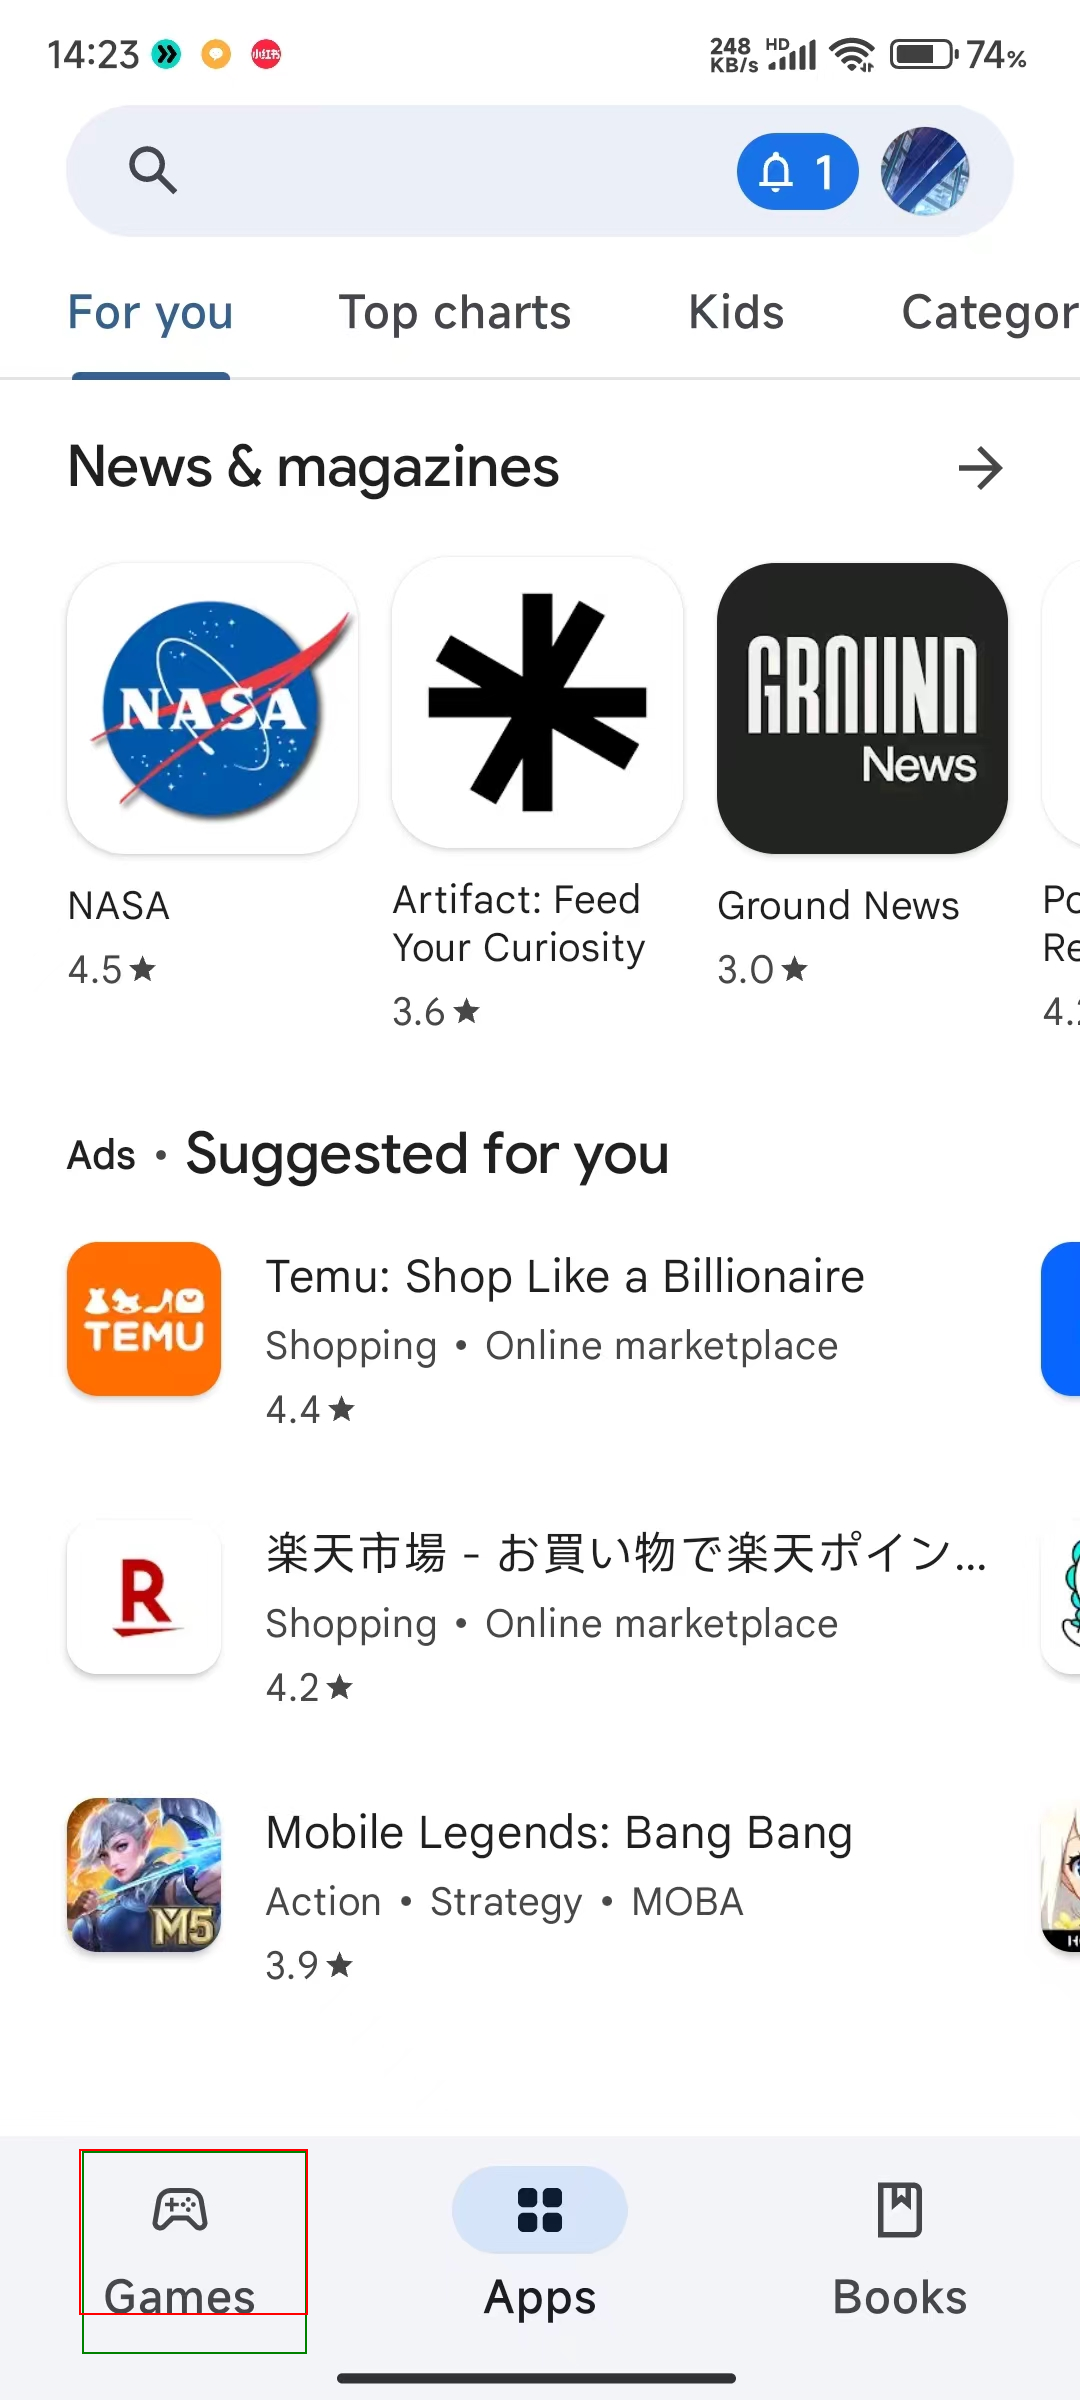 14:23
小红书
248
KB/s
HD
74%
1
For you
Top charts
Kids
Categor
News & magazines
NASA
GROUND
News
NASA
4.5★
Artifact: Feed
Your Curiosity
3.6★
Ground News
3.0★
Po
Re
4.2
Ads • Suggested for you
TEMU
Temu: Shop Like a Billionaire
Shopping • Online marketplace
4.4★
R
楽天市場 - お買い物で楽天ポイン...
Shopping • Online marketplace
4.2★
M5
Mobile Legends: Bang Bang
Action • Strategy • MOBA
3.9★
Games
Apps
Books